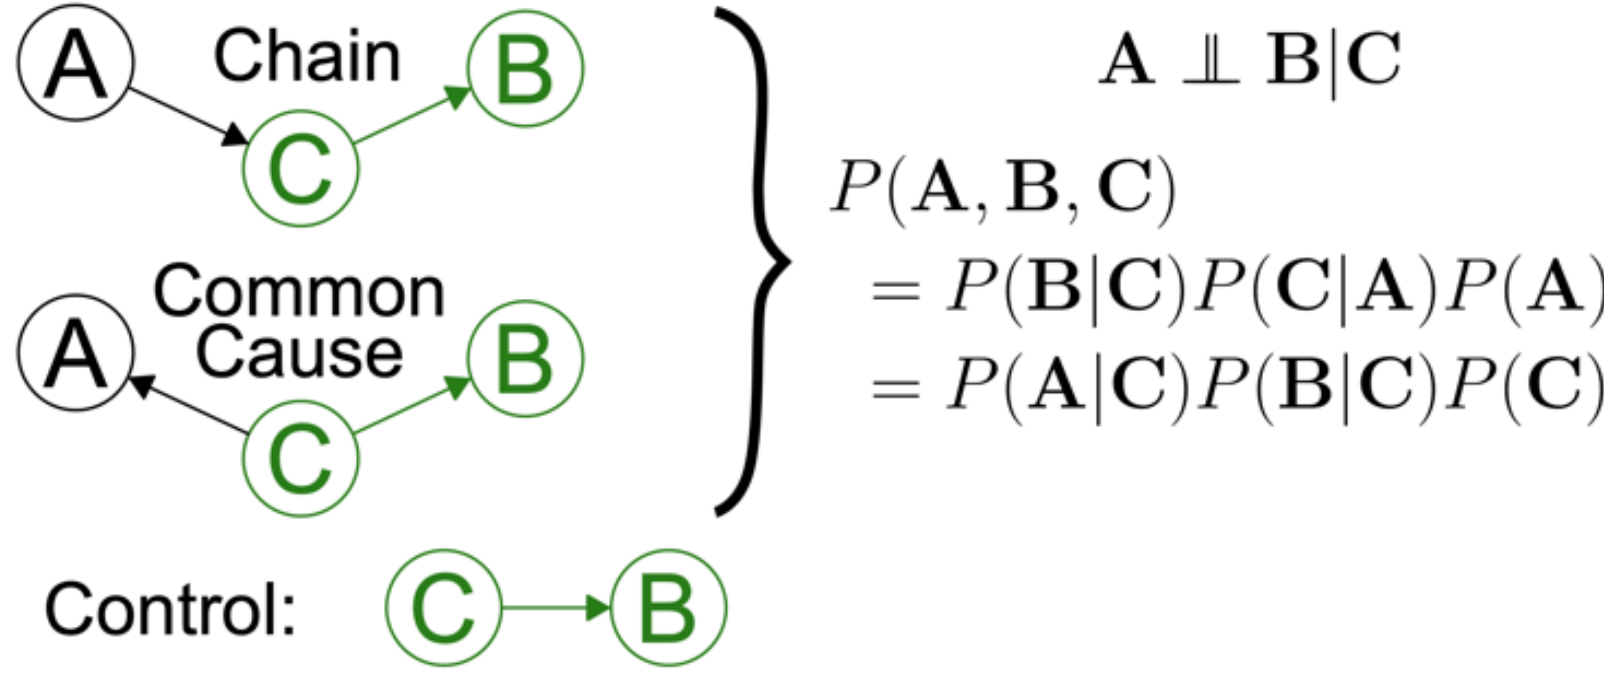 A Chain B
C
Common
A Cause B
C
Control: C B
A ⫫ B|C
P(A, B, C)
= P(B|C)P(C|A)P(A)
= P(A|C)P(B|C)P(C)